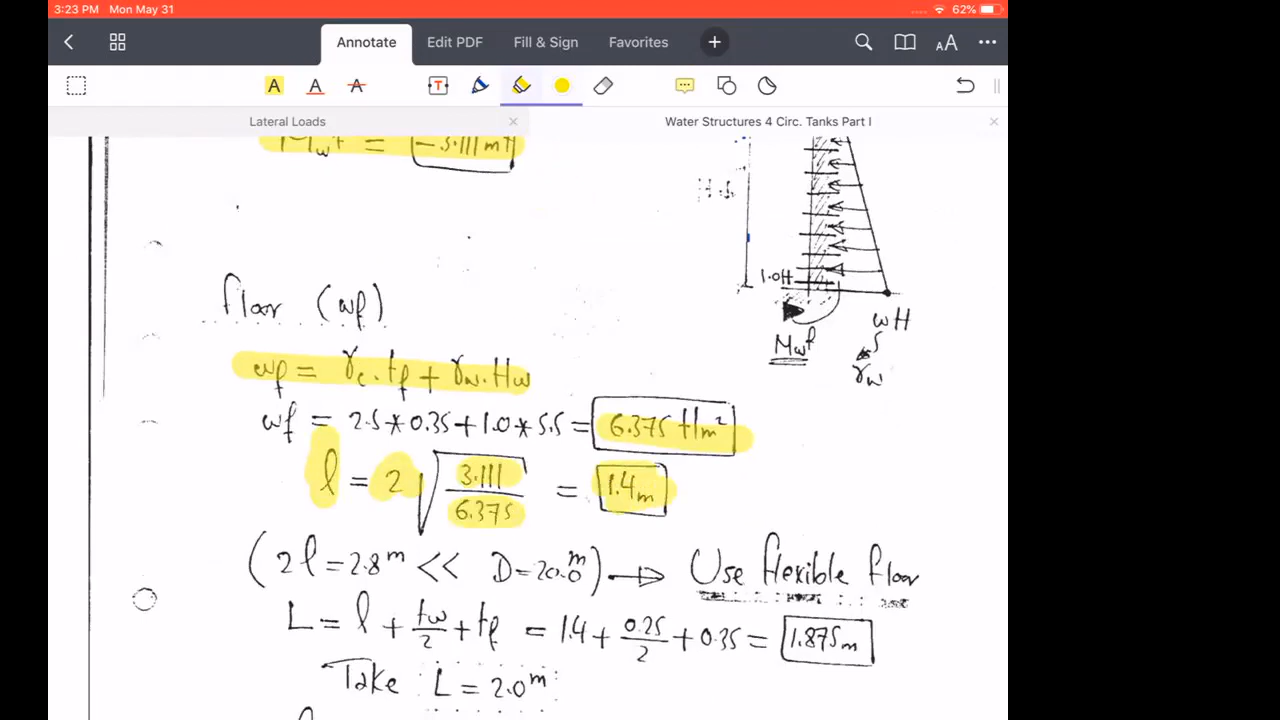 3:23 PM Mon May 31 62%
Annotate Edit PDF Fill & Sign Favorites
Lateral Loads Water Structures 4 Circ. Tanks Part I
Mwf = -3.111 mt
1.0H
wH
Mwf
γw
floor (wf)
wf = γc.tf + γw.Hw
wf = 2.5*0.35+1.0*5.5 = 6.375 t/m²
l = 2 √ 3.111 / 6.375 = 1.4m
(2l=2.8m << D=20.0m) → Use flexible floor
L = l + tw/2 + tf = 1.4 + 0.25/2 + 0.35 = 1.875m
Take L = 2.0m